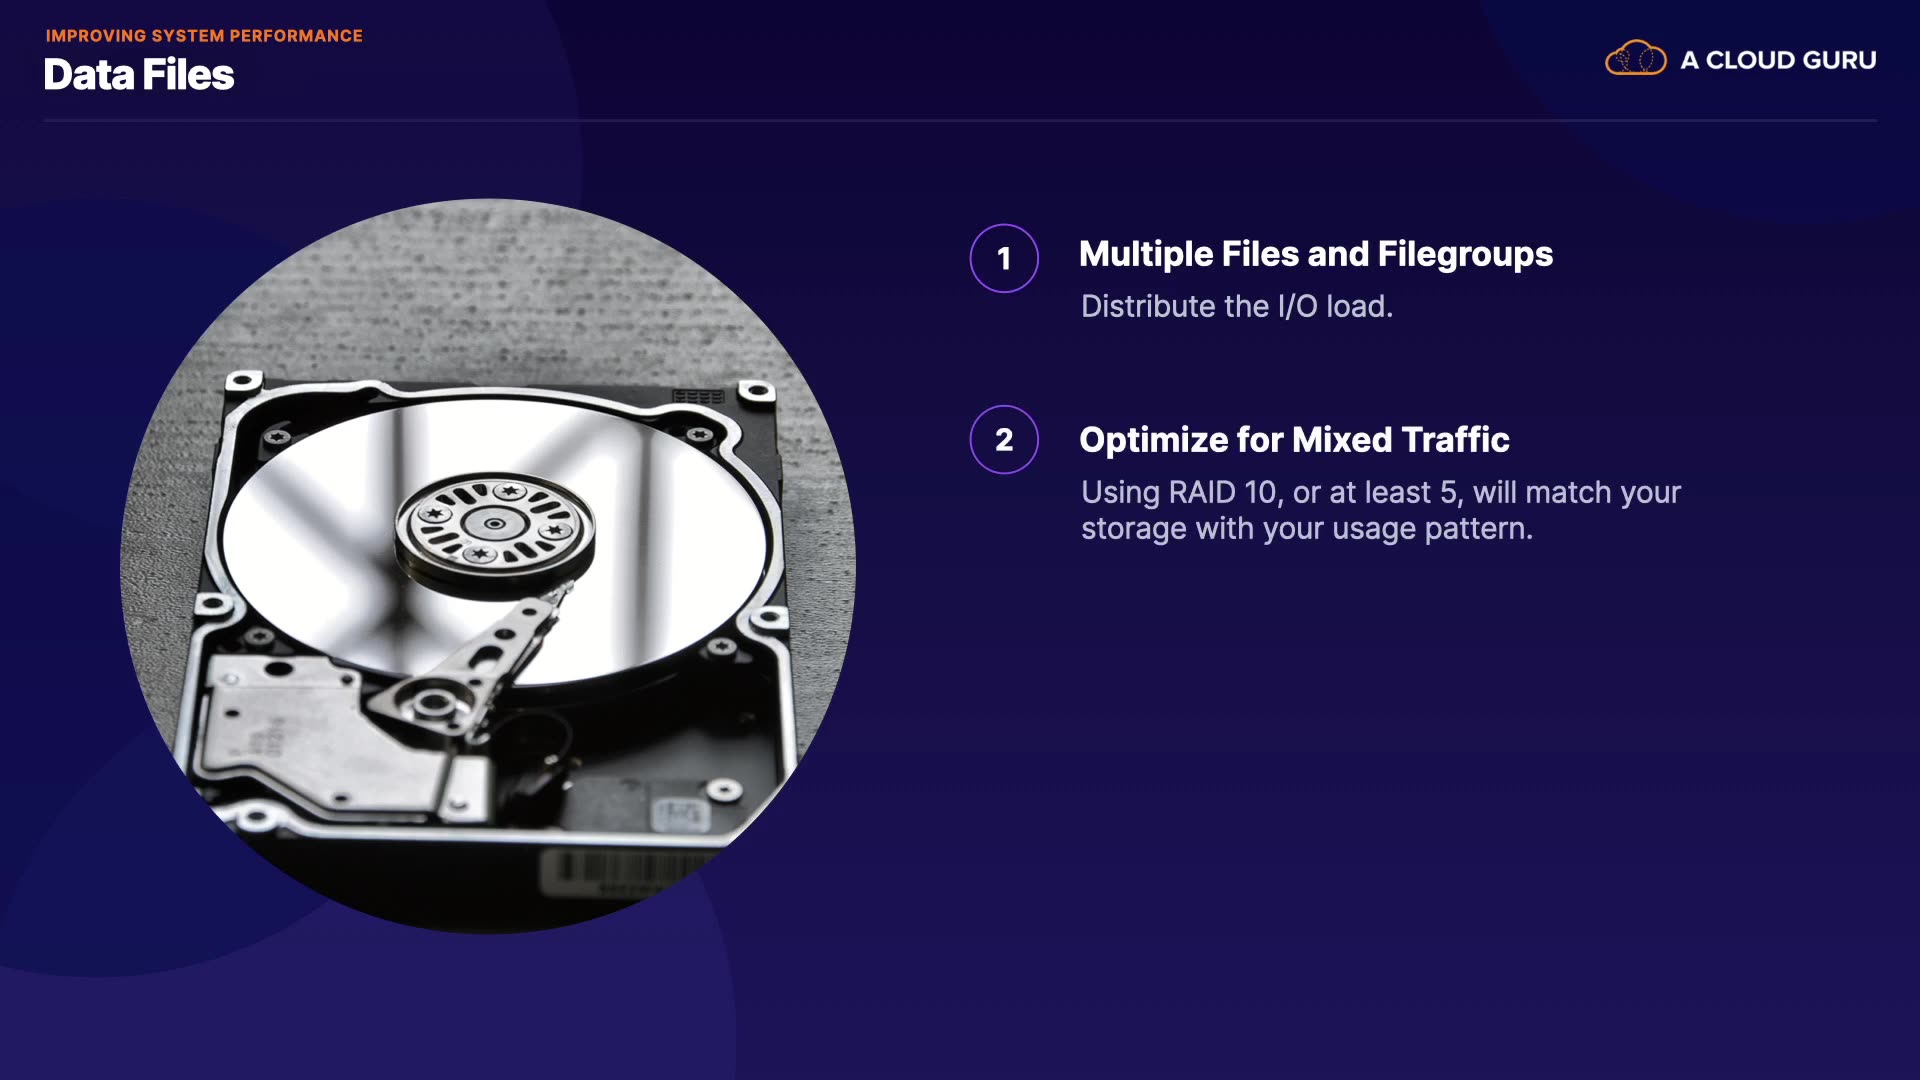 IMPROVING SYSTEM PERFORMANCE
Data Files
A CLOUD GURU
1
Multiple Files and Filegroups
Distribute the I/O load.
2
Optimize for Mixed Traffic
Using RAID 10, or at least 5, will match your
storage with your usage pattern.